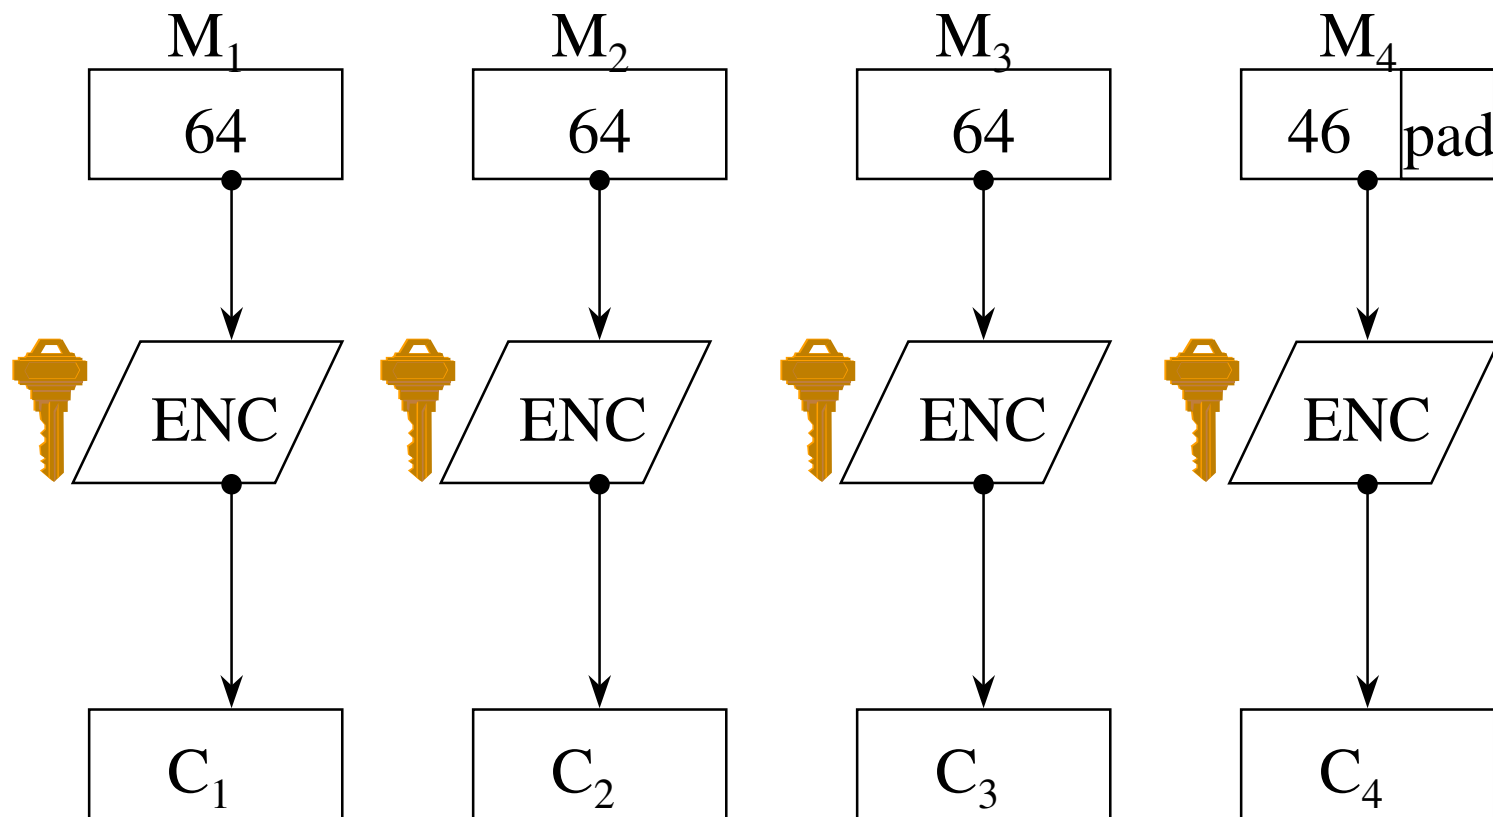 M₁ M₂ M₃ M₄
64 64 64 46 pad
ENC ENC ENC ENC
C₁ C₂ C₃ C₄